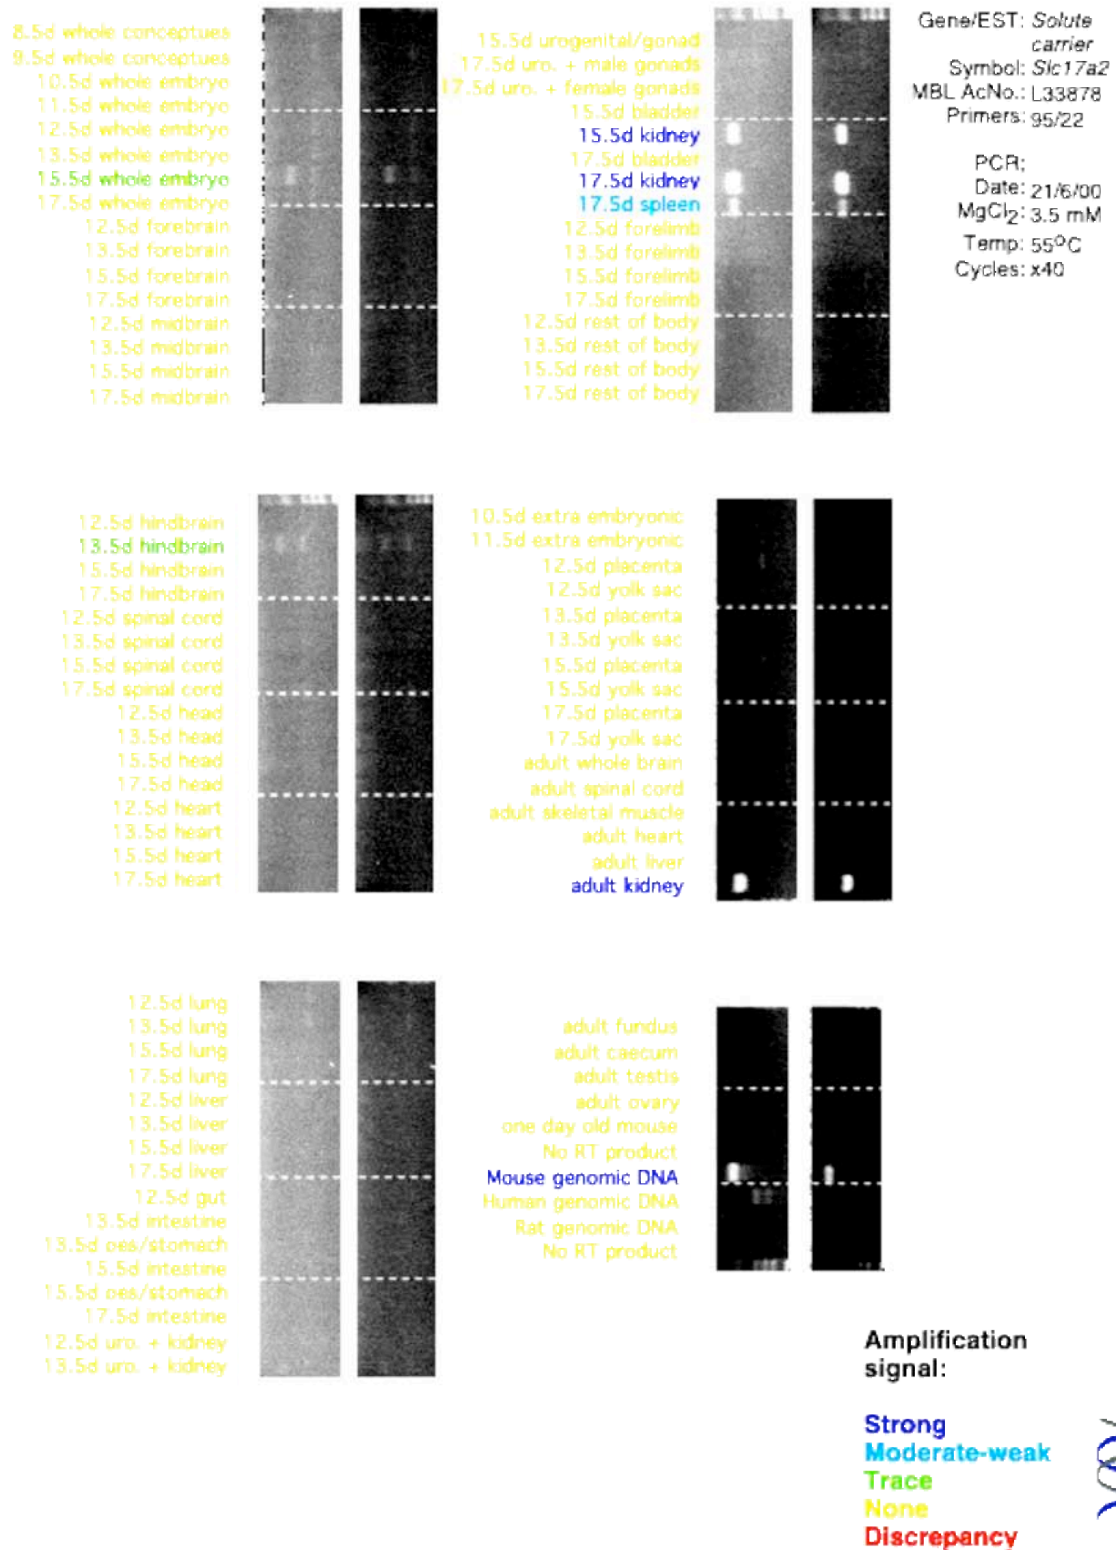 8.5d whole conceptues
9.5d whole conceptues
10.5d whole embryo
11.5d whole embryo
12.5d whole embryo
13.5d whole embryo
15.5d whole embryo
17.5d whole embryo
12.5d forebrain
13.5d forebrain
15.5d forebrain
17.5d forebrain
12.5d midbrain
13.5d midbrain
15.5d midbrain
17.5d midbrain
15.5d urogenital/gonad
17.5d uro. + male gonads
17.5d uro. + female gonads
15.5d bladder
15.5d kidney
17.5d bladder
17.5d kidney
17.5d spleen
12.5d forelimb
13.5d forelimb
15.5d forelimb
17.5d forelimb
12.5d rest of body
13.5d rest of body
15.5d rest of body
17.5d rest of body
Gene/EST: Solute
carrier
Symbol: Slc17a2
MBL AcNo.: L33878
Primers: 95/22
PCR;
Date: 21/6/00
MgCl2: 3.5 mM
Temp: 55°C
Cycles: x40
12.5d hindbrain
13.5d hindbrain
15.5d hindbrain
17.5d hindbrain
12.5d spinal cord
13.5d spinal cord
15.5d spinal cord
17.5d spinal cord
12.5d head
13.5d head
15.5d head
17.5d head
12.5d heart
13.5d heart
15.5d heart
17.5d heart
10.5d extra embryonic
11.5d extra embryonic
12.5d placenta
12.5d yolk sac
13.5d placenta
13.5d yolk sac
15.5d placenta
15.5d yolk sac
17.5d placenta
17.5d yolk sac
adult whole brain
adult spinal cord
adult skeletal muscle
adult heart
adult liver
adult kidney
12.5d lung
13.5d lung
15.5d lung
17.5d lung
12.5d liver
13.5d liver
15.5d liver
17.5d liver
12.5d gut
13.5d intestine
13.5d oes/stomach
15.5d intestine
15.5d oes/stomach
17.5d intestine
12.5d uro. + kidney
13.5d uro. + kidney
adult fundus
adult caecum
adult testis
adult ovary
one day old mouse
No RT product
Mouse genomic DNA
Human genomic DNA
Rat genomic DNA
No RT product
Amplification
signal:
Strong
Moderate-weak
Trace
None
Discrepancy